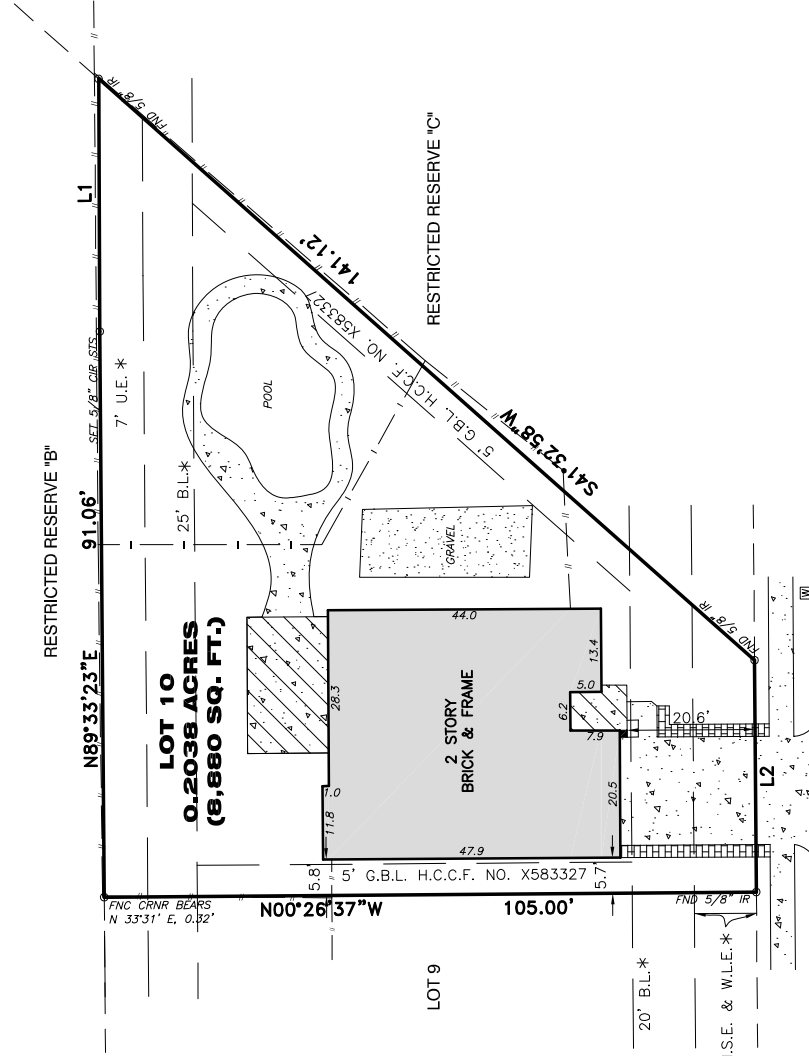 L1
FND 5/8" IR
RESTRICTED RESERVE "C"
141.12'
SET 5/8" CIR STS
7' U.E. *
RESTRICTED RESERVE "B"
5' G.B.L. H.C.C.F. NO. X583327
S41°32'58"W
POOL
25' B.L.*
91.06'
N89°33'23"E
GRAVEL
LOT 10
0.2038 ACRES
(8,880 SQ. FT.)
44.0
13.4
28.3
5.0
6.2
7.9
20.6'
2 STORY
BRICK & FRAME
FND 5/8" IR
W
1.0
11.8
47.9
20.5
L2
5.8'
5' G.B.L. H.C.C.F. NO. X583327
5.7'
FNC CRNR BEARS
N 33'31' E, 0.32'
N00°26'37"W
105.00'
FND 5/8" IR
LOT 9
20' B.L.*
.S.E. & W.L.E.*